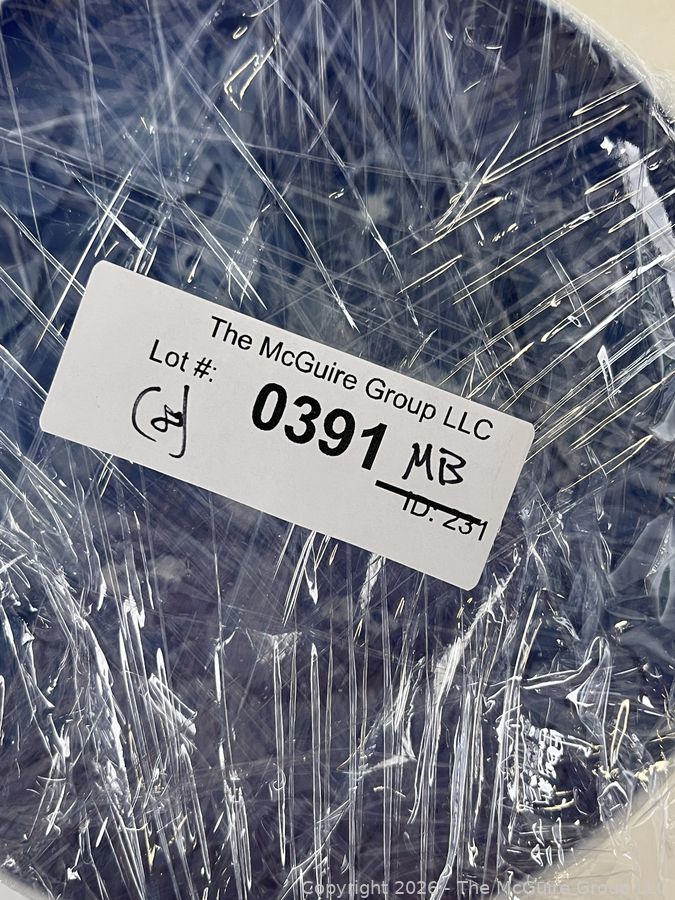 The McGuire Group LLC
Lot #:
0391 MB
ID: 231
Copyright 2026 - The McGuire Group LLC